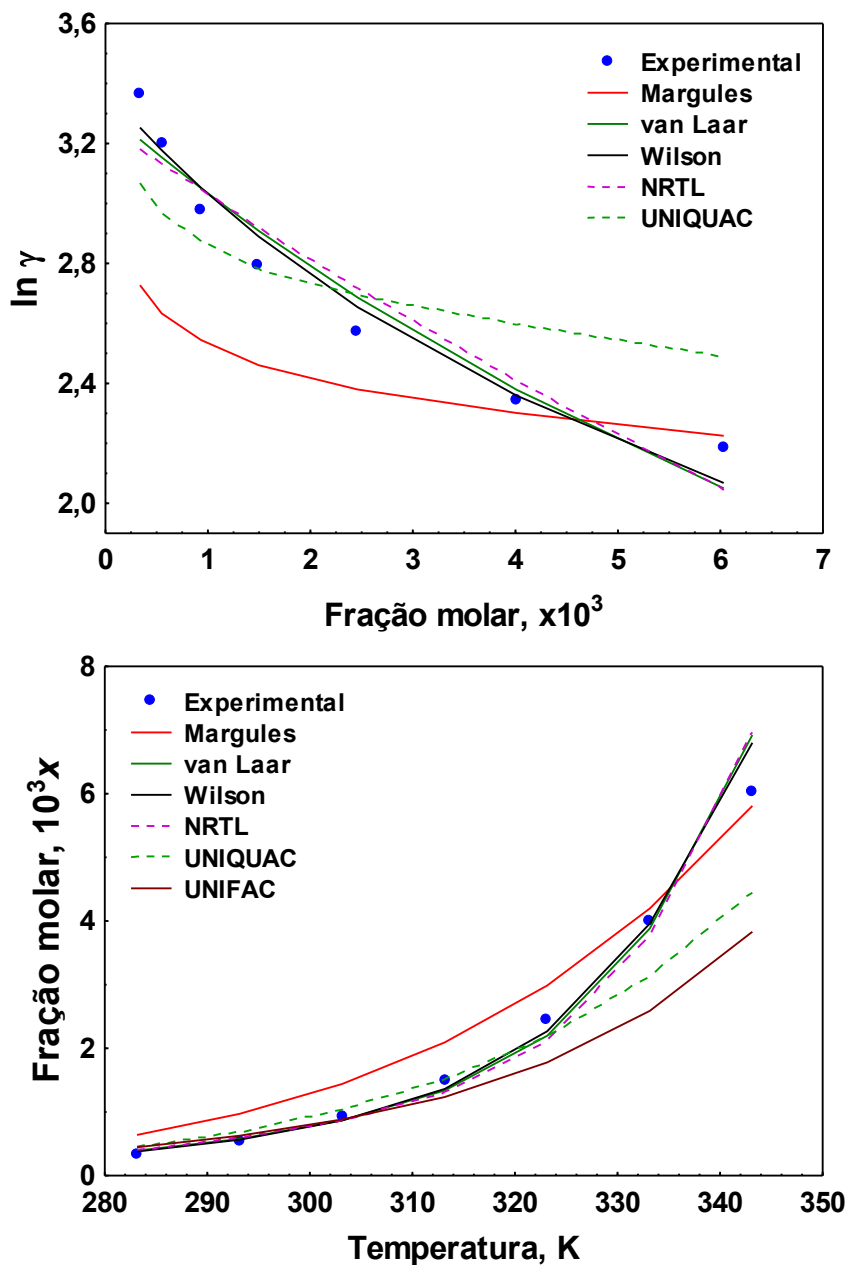 3,6
3,2
2,8
2,4
2,0
ln γ
Experimental
Margules
van Laar
Wilson
NRTL
UNIQUAC
0 1 2 3 4 5 6 7
Fração molar, x10³
8
6
4
2
0
Fração molar, 10³x
Experimental
Margules
van Laar
Wilson
NRTL
UNIQUAC
UNIFAC
280 290 300 310 320 330 340 350
Temperatura, K